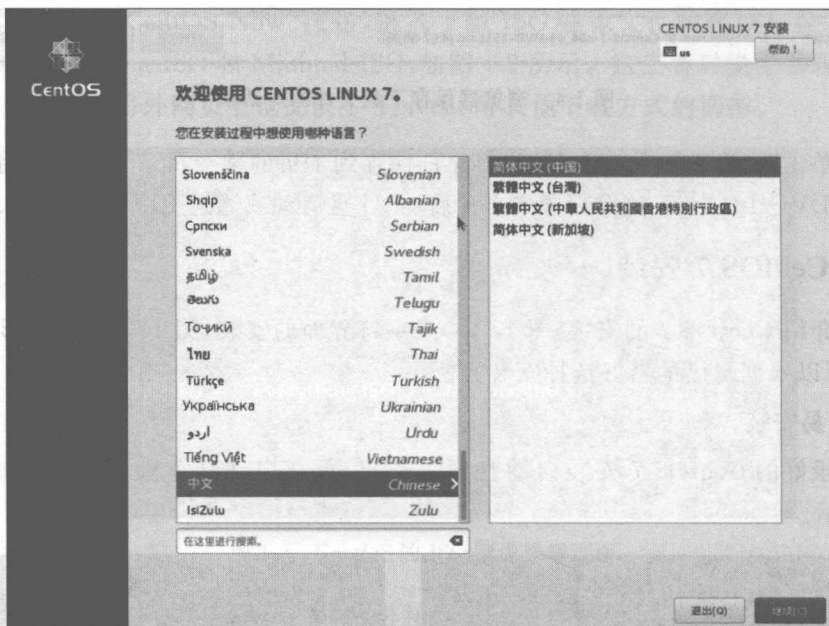 CENTOS LINUX 7 安装
us
帮助！
CentOS
欢迎使用 CENTOS LINUX 7。
您在安装过程中想使用哪种语言？
Slovenščina Slovenian
Shqip Albanian
Српски Serbian
Svenska Swedish
தமிழ் Tamil
తెలుగు Telugu
Тоҷикӣ Tajik
ไทย Thai
Türkçe Turkish
Українська Ukrainian
اردو Urdu
Tiếng Việt Vietnamese
中文 Chinese
IsiZulu Zulu
简体中文 (中国)
繁體中文 (台灣)
繁體中文 (中華人民共和國香港特別行政區)
简体中文 (新加坡)
在这里进行搜索。
退出(Q)
继续(C)